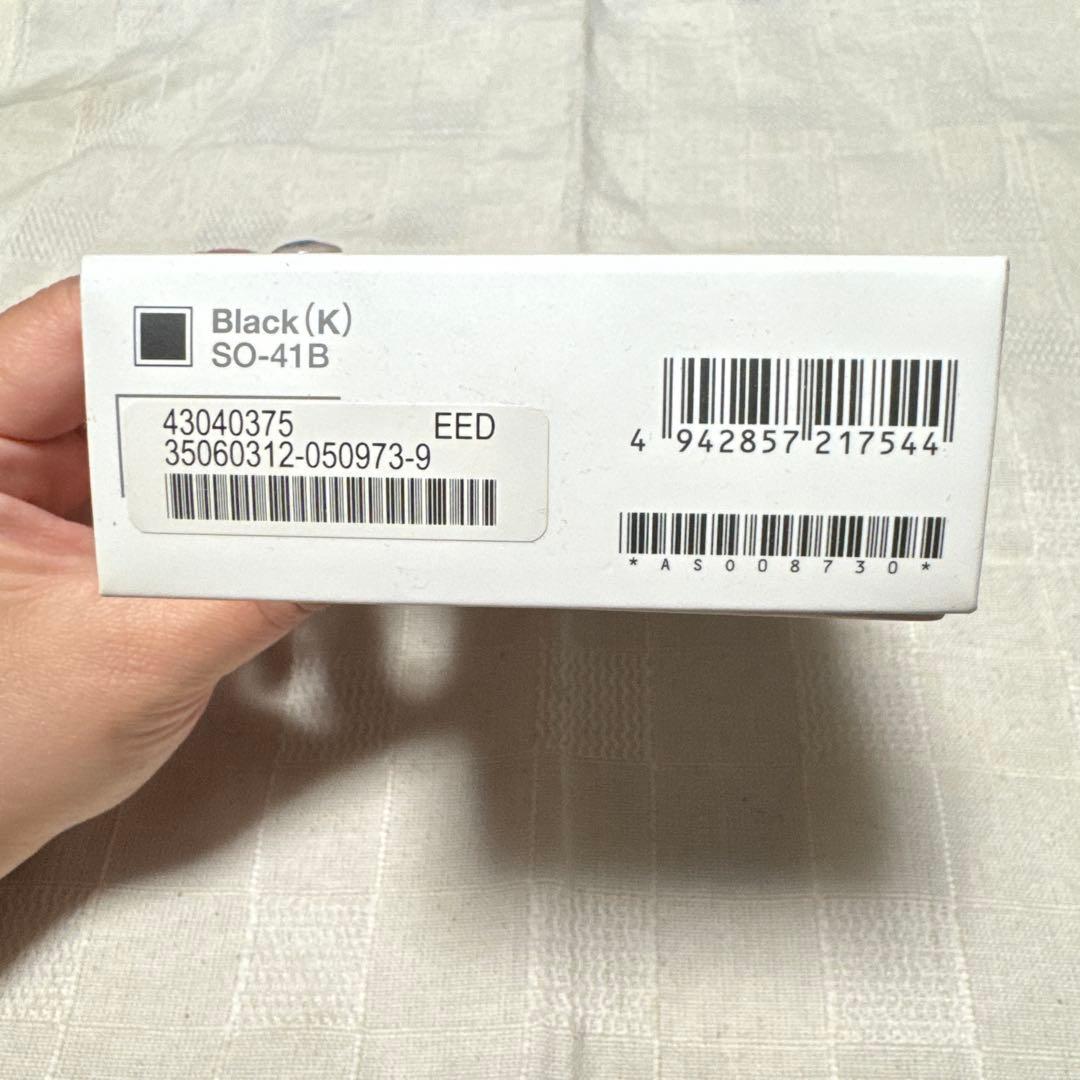 Black(K)
SO-41B
43040375 EED
35060312-050973-9
4 942857 217544
*AS008730*